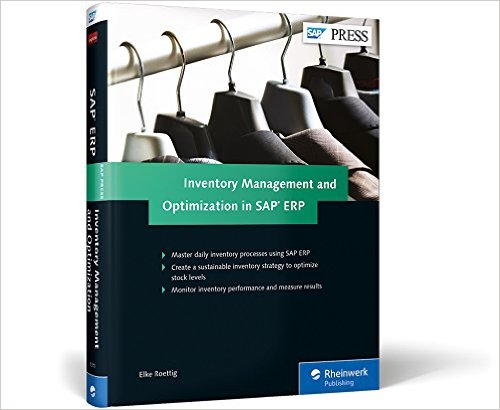 SAP PRESS
Inventory Management and
Optimization in SAP® ERP
Master daily inventory processes using SAP ERP
Create a sustainable inventory strategy to optimize
stock levels
Monitor inventory performance and measure results
Elke Roettig
Rheinwerk
Publishing
SAP® ERP
SAP PRESS
Inventory Management
and Optimization